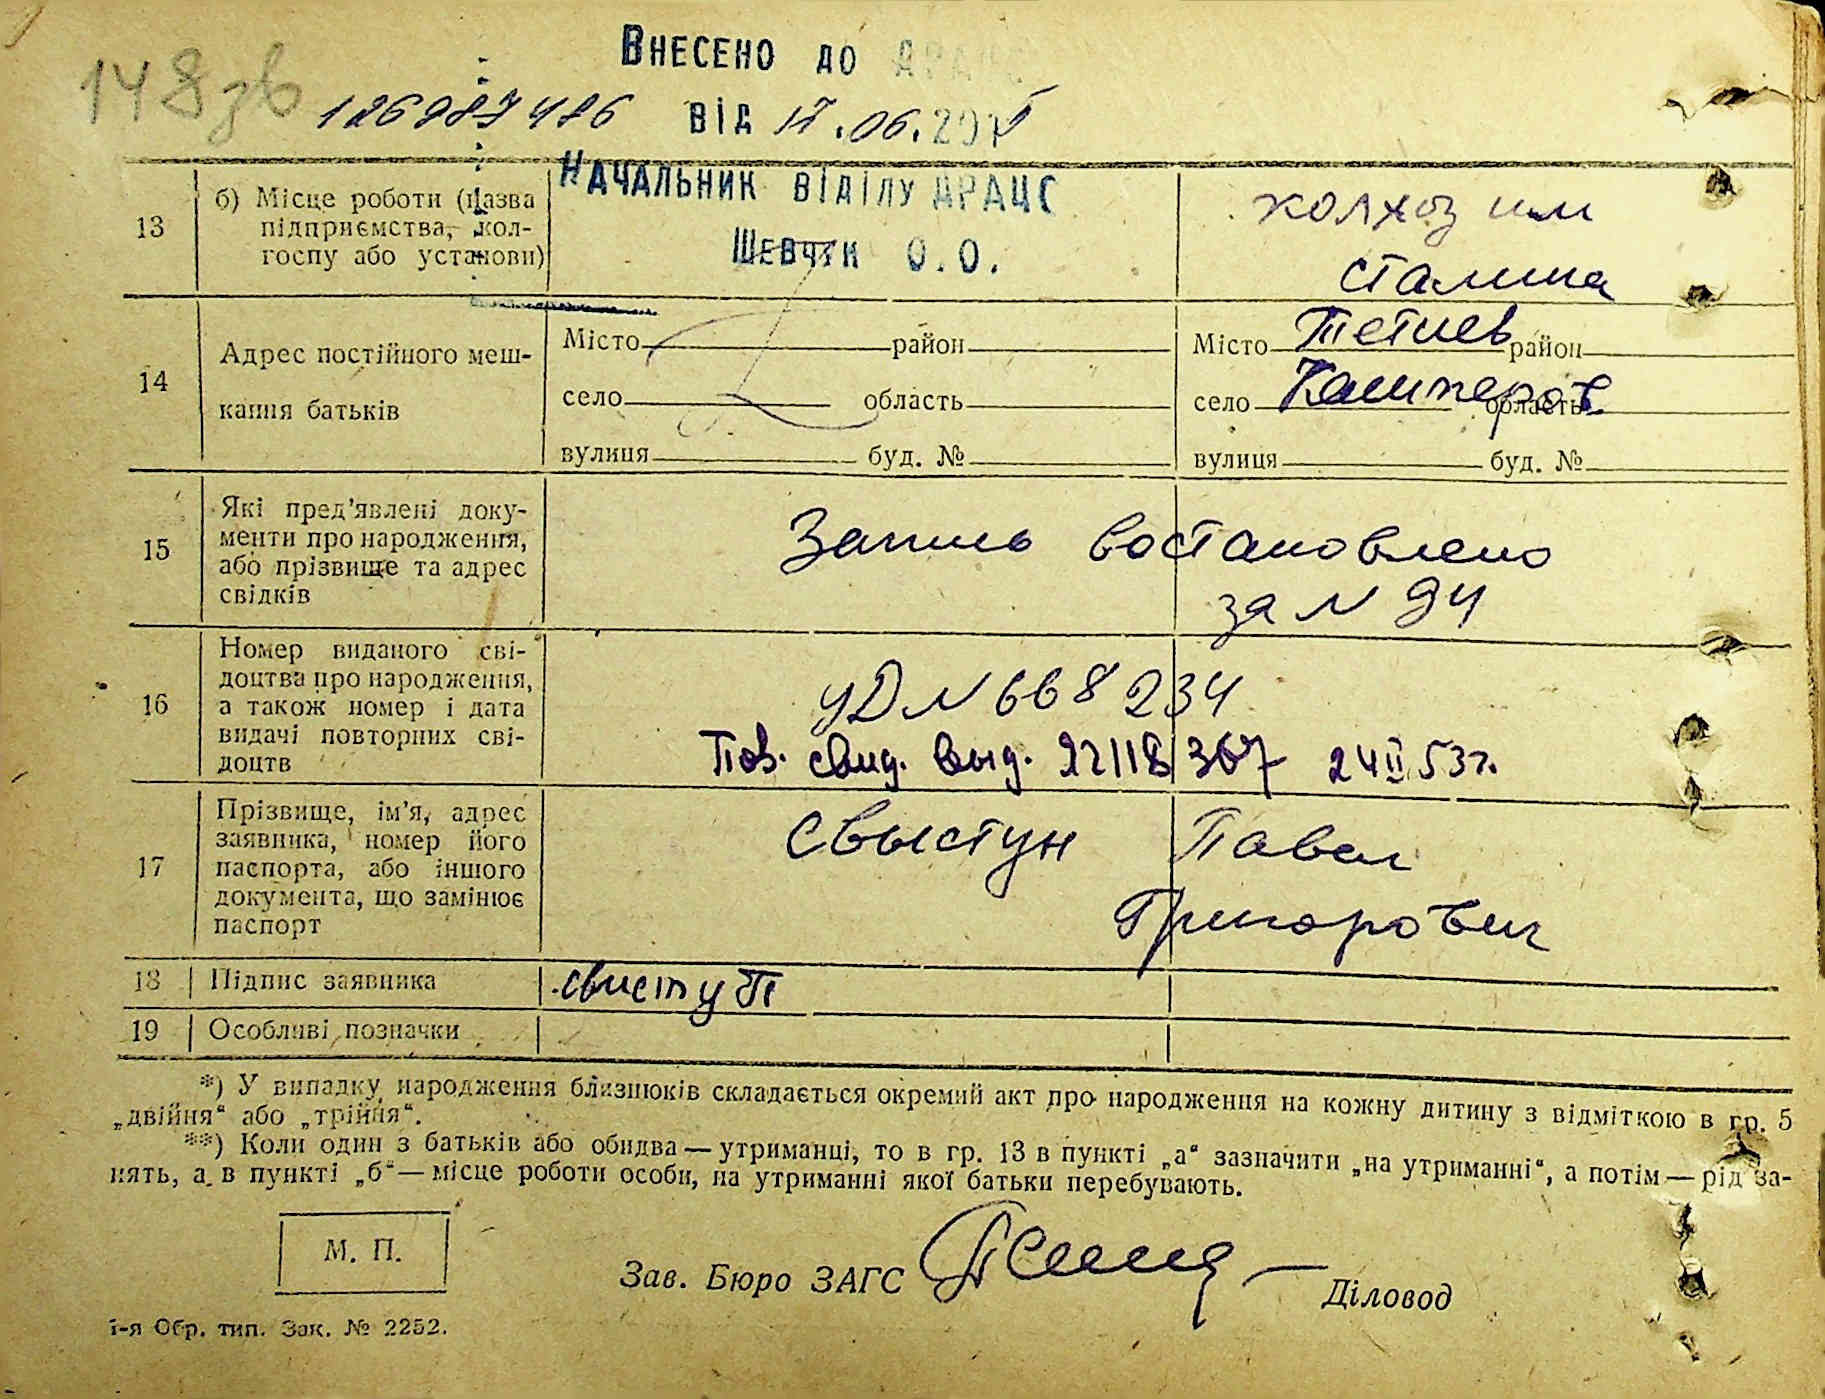 148зв
Внесено до ДРАЦС
126987486 від 17.06.20
Начальник відділу ДРАЦС
Шевчук О.О.
13
б) Місце роботи (назва
підприємства, кол-
госпу або установи)
колхоз им
сталина
14
Адрес постійного меш-
кання батьків
Місто район
село область
вулиця буд. №
Місто Тетиев район
село Кашперов область
вулиця буд. №
15
Які пред'явлені доку-
менти про народження,
або прізвище та адрес
свідків
Запись востановлено
за N 94
16
Номер виданого сві-
доцтва про народження,
а також номер і дата
видачі повторних сві-
доцтв
УД N 668234
Пов. свид. выд. 367 24 II 53г.
17
Прізвище, ім'я, адрес
заявника, номер його
паспорта, або іншого
документа, що замінює
паспорт
Свыстун Павел
Григорович
18
Підпис заявника
свисту П
19
Особливі позначки
*) У випадку народження близнюків складається окремий акт про народження на кожну дитину з відміткою в гр. 5
„двійня“ або „трійня“.
**) Коли один з батьків або обидва — утриманці, то в гр. 13 в пункті „а“ зазначити „на утриманні“, а потім — рід за-
нять, а в пункті „б“ — місце роботи особи, на утриманні якої батьки перебувають.
М. П.
Зав. Бюро ЗАГС
Діловод
1-я Обр. тип. Зак. № 2252.